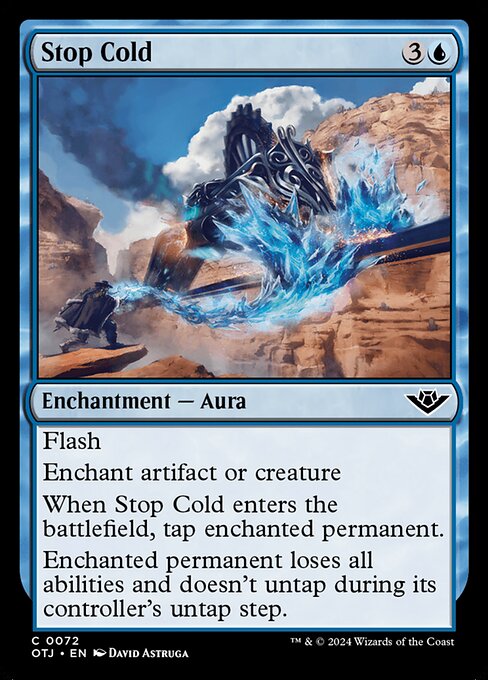 Stop Cold 3
Enchantment — Aura
Flash
Enchant artifact or creature
When Stop Cold enters the
battlefield, tap enchanted permanent.
Enchanted permanent loses all
abilities and doesn't untap during its
controller's untap step.
C 0072
OTJ • EN David Astruga
™ & © 2024 Wizards of the Coast